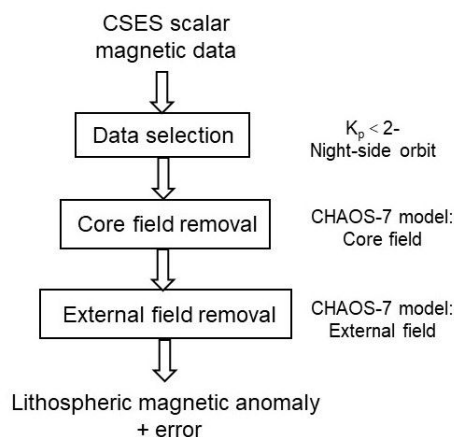 CSES scalar
magnetic data
Data selection
K_p < 2-
Night-side orbit
Core field removal
CHAOS-7 model:
Core field
External field removal
CHAOS-7 model:
External field
Lithospheric magnetic anomaly
+ error